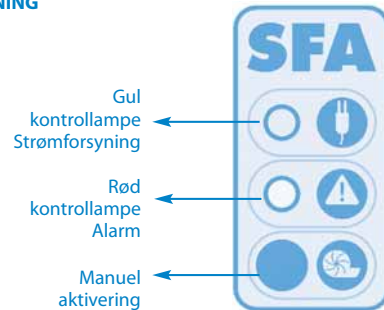 NING
SFA
Gul
kontrollampe
Strømforsyning
Rød
kontrollampe
Alarm
Manuel
aktivering